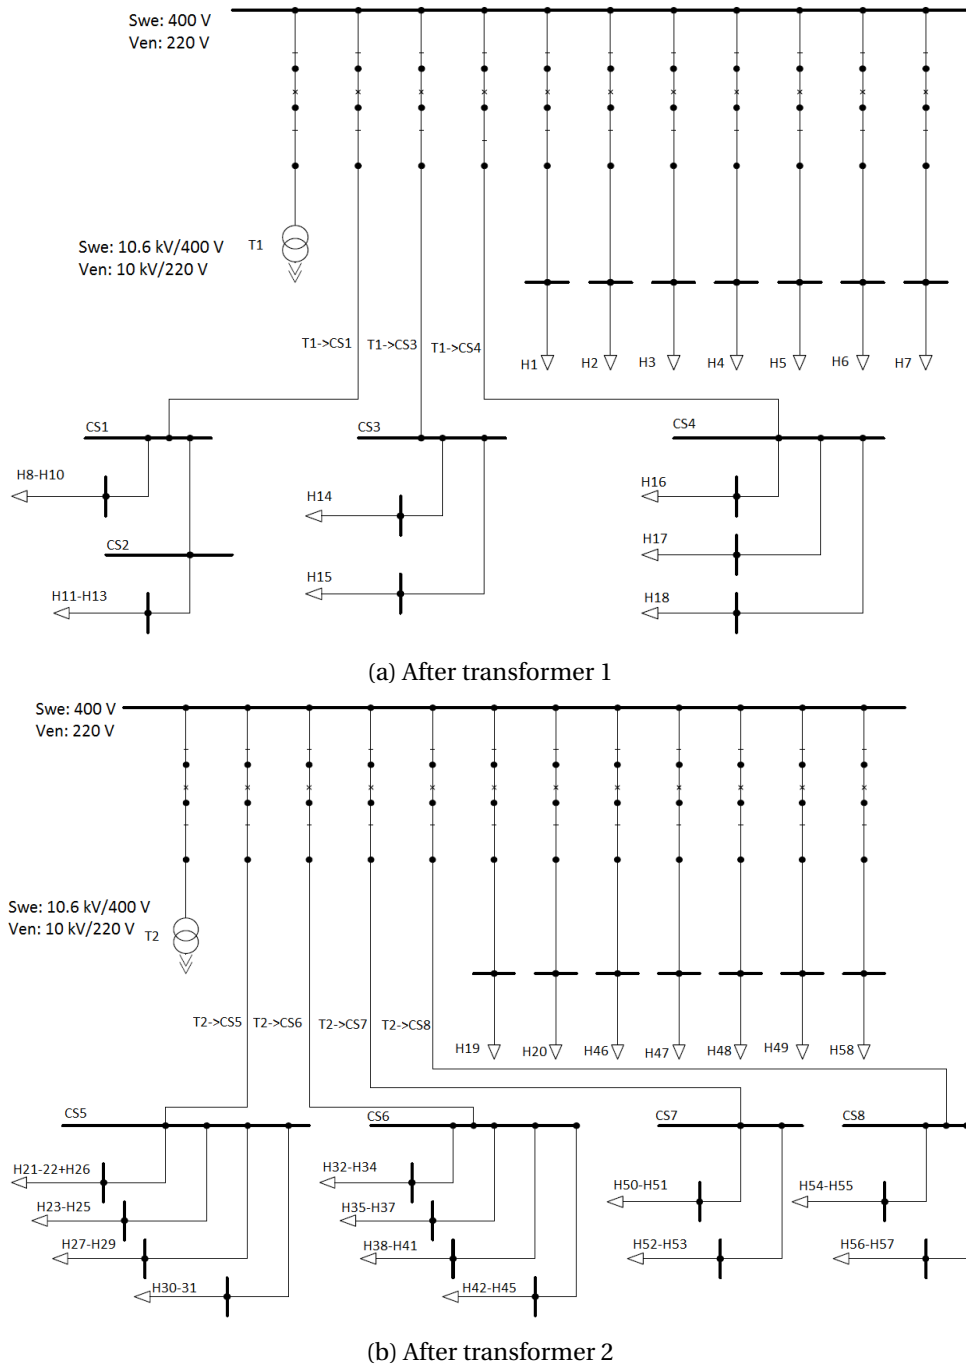 Swe: 400 V
Ven: 220 V
Swe: 10.6 kV/400 V
Ven: 10 kV/220 V
T1
T1->CS1
T1->CS3
T1->CS4
H1
H2
H3
H4
H5
H6
H7
CS1
CS3
CS4
H8-H10
H14
H16
CS2
H17
H11-H13
H15
H18
(a) After transformer 1
Swe: 400 V
Ven: 220 V
Swe: 10.6 kV/400 V
Ven: 10 kV/220 V
T2
T2->CS5
T2->CS6
T2->CS7
T2->CS8
H19
H20
H46
H47
H48
H49
H58
CS5
CS6
CS7
CS8
H21-22+H26
H32-H34
H50-H51
H54-H55
H23-H25
H35-H37
H27-H29
H38-H41
H52-H53
H56-H57
H30-31
H42-H45
(b) After transformer 2